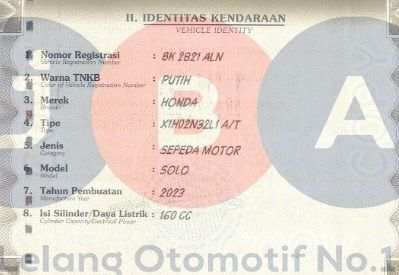 II. IDENTITAS KENDARAAN
VEHICLE IDENTITY
1. Nomor Registrasi : BK 2821 ALN
Vehicle Registration Number
2. Warna TNKB : PUTIH
Color of Vehicle Registration Number
3. Merek : HONDA
Brand
4. Tipe : X1H02N32L1 A/T
Type
5. Jenis : SEPEDA MOTOR
Category
6. Model : SOLO
Model
7. Tahun Pembuatan : 2023
Manufacture Year
8. Isi Silinder/Daya Listrik : 160 CC
Cylinder Capacity/Electrical Power
JBA
elang Otomotif No.1